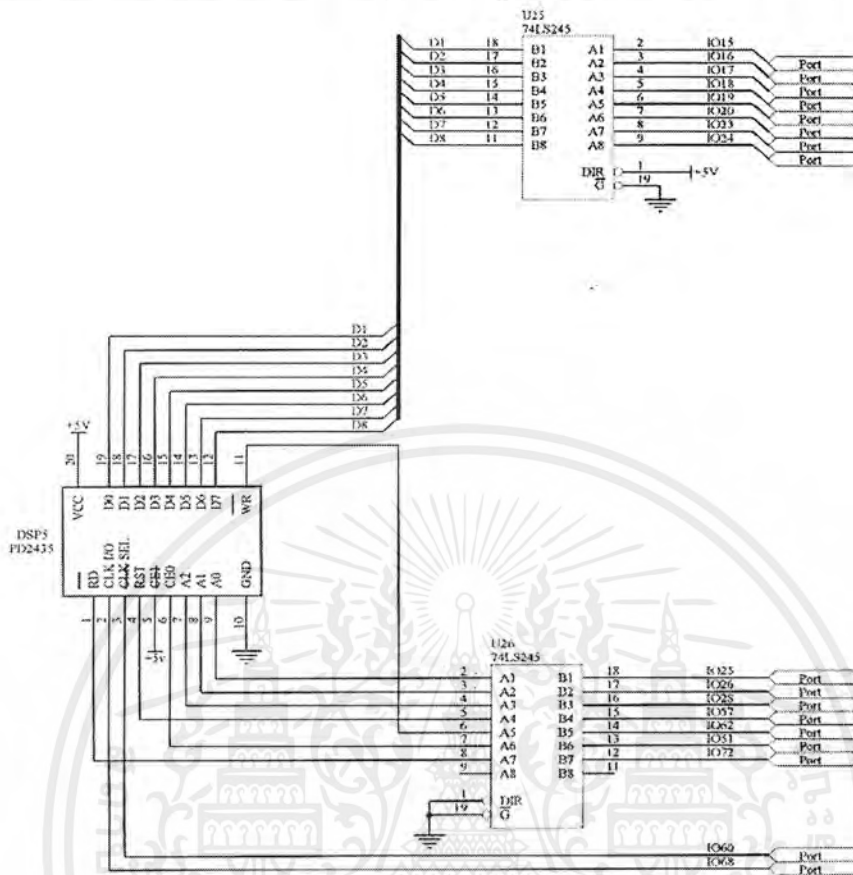 U25
74LS245
D1 18 B1 A1 2 IO15
D2 17 B2 A2 3 IO16 Port
D3 16 B3 A3 4 IO17 Port
D4 15 B4 A4 5 IO18 Port
D5 14 B5 A5 6 IO19 Port
D6 13 B6 A6 7 IO20 Port
D7 12 B7 A7 8 IO23 Port
D8 11 B8 A8 9 IO24 Port
Port
DIR 1 +5V
G 19
D1
D2
D3
D4
D5
D6
D7
D8
+5V
20 19 18 17 16 15 14 13 12 11
VCC D0 D1 D2 D3 D4 D5 D6 D7 WR
DSP5
PD2435
RD CLK I/O CLK SEL RST CE1 CE0 A2 A1 A0 GND
1 2 3 4 5 6 7 8 9 10
+5v
U26
74LS245
2 A1 B1 18 IO25 Port
3 A2 B2 17 IO26 Port
4 A3 B3 16 IO28 Port
5 A4 B4 15 IO57 Port
6 A5 B5 14 IO62 Port
7 A6 B6 13 IO51 Port
8 A7 B7 12 IO72 Port
9 A8 B8 11
1 DIR
19 G
IO60 Port
IO68 Port